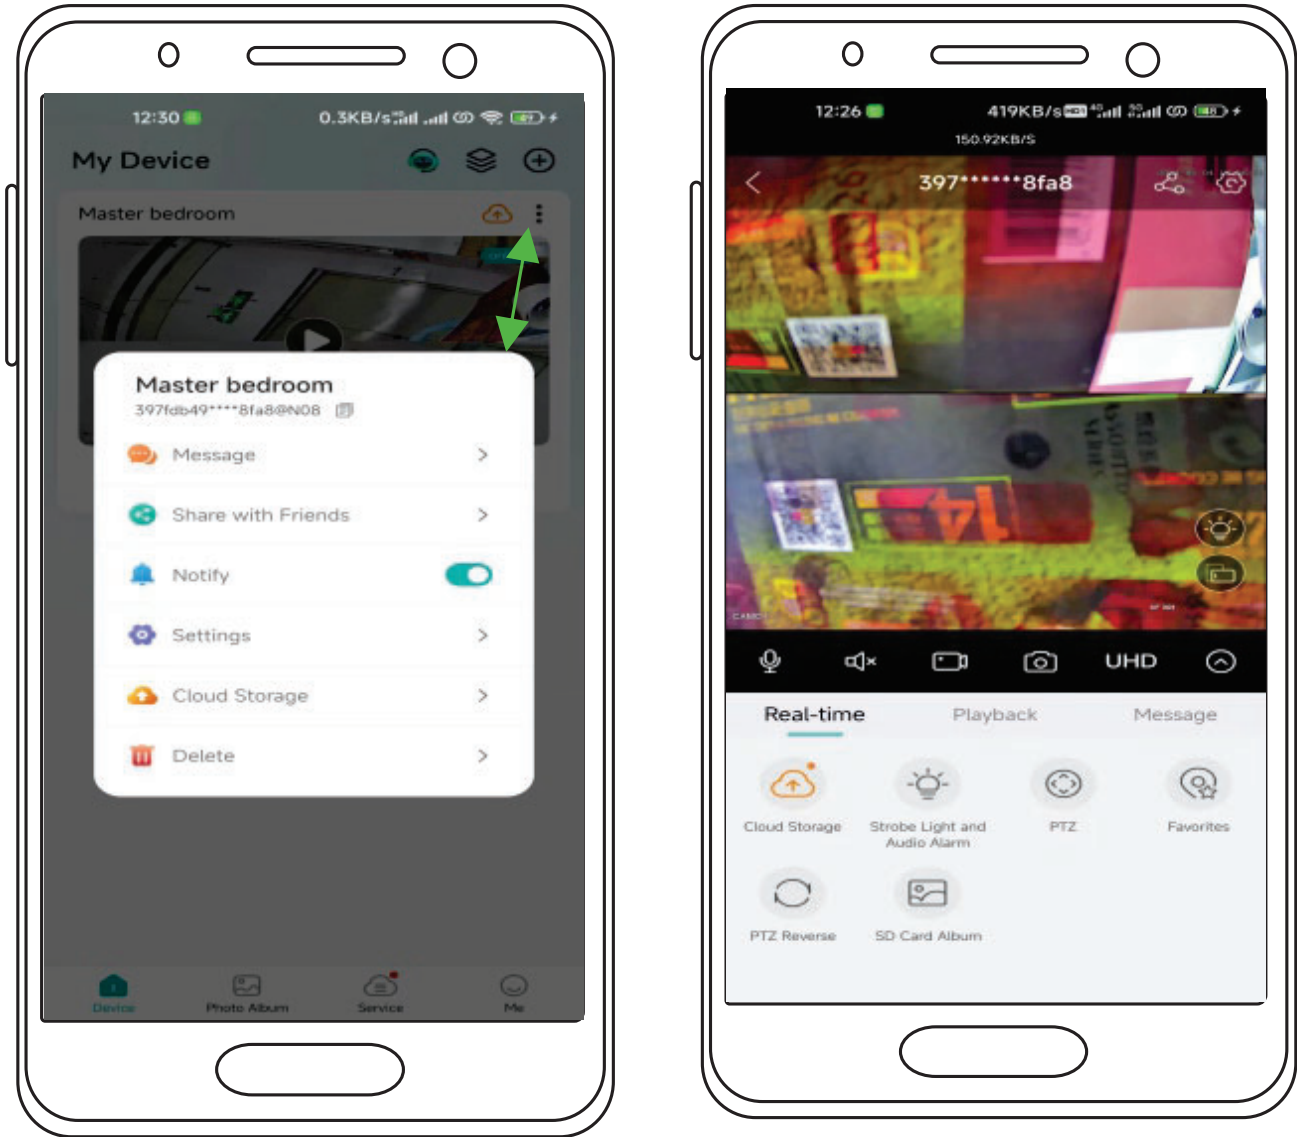 12:30
0.3KB/s
49
My Device
Master bedroom
Master bedroom
397fdb49****8fa8@N08
Message
Share with Friends
Notify
Settings
Cloud Storage
Delete
Device
Photo Album
Service
Me
12:26
419KB/s
150.92KB/S
397******8fa8
14
UHD
Real-time
Playback
Message
Cloud Storage
Strobe Light and
Audio Alarm
PTZ
Favorites
PTZ Reverse
SD Card Album